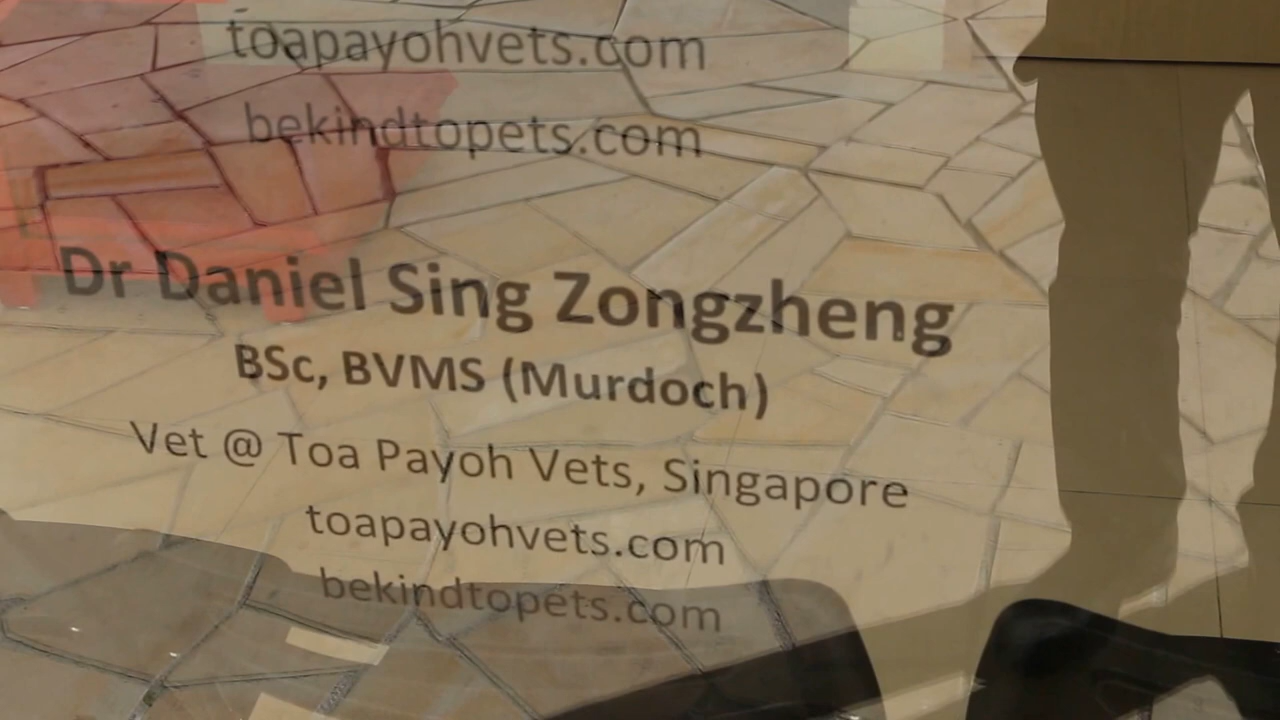 toapayohvets.com
bekindtopets.com
Dr Daniel Sing Zongzheng
BSc, BVMS (Murdoch)
Vet @ Toa Payoh Vets, Singapore
toapayohvets.com
bekindtopets.com